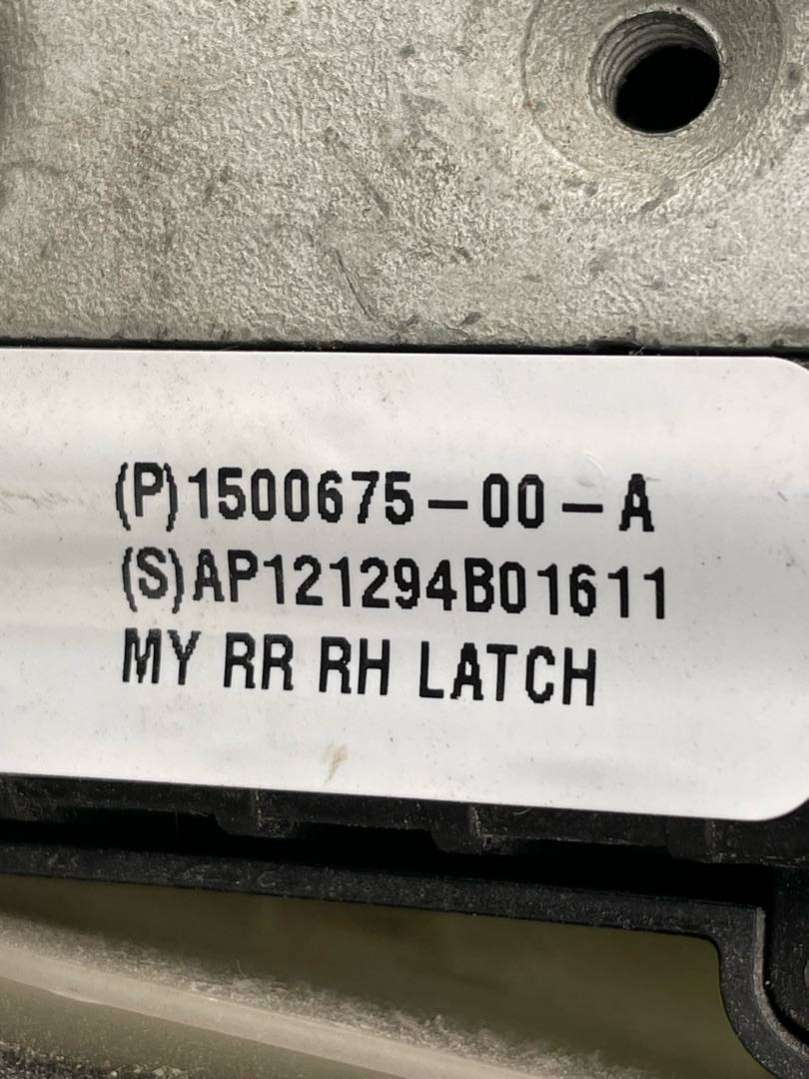 (P)1500675-00-A
(S)AP121294B01611
MY RR RH LATCH